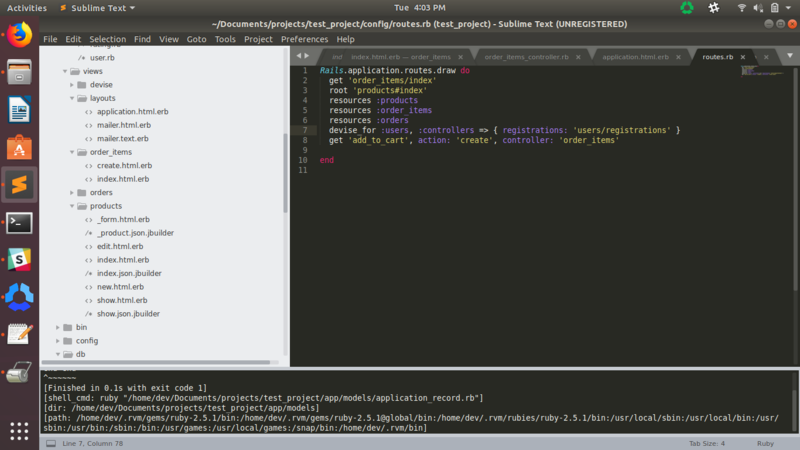 Activities
Sublime Text
Tue 4:03 PM
~/Documents/projects/test_project/config/routes.rb (test_project) - Sublime Text (UNREGISTERED)
File Edit Selection Find View Goto Tools Project Preferences Help
user.rb
views
devise
layouts
application.html.erb
mailer.html.erb
mailer.text.erb
order_items
create.html.erb
index.html.erb
orders
products
_form.html.erb
_product.json.jbuilder
edit.html.erb
index.html.erb
index.json.jbuilder
new.html.erb
show.html.erb
show.json.jbuilder
bin
config
db
index.html.erb — order_items
order_items_controller.rb
application.html.erb
routes.rb
1 Rails.application.routes.draw do
2 get 'order_items/index'
3 root 'products#index'
4 resources :products
5 resources :order_items
6 resources :orders
7 devise_for :users, :controllers => { registrations: 'users/registrations' }
8 get 'add_to_cart', action: 'create', controller: 'order_items'
9
10 end
11
^~~~~~~
[Finished in 0.1s with exit code 1]
[shell_cmd: ruby "/home/dev/Documents/projects/test_project/app/models/application_record.rb"]
[dir: /home/dev/Documents/projects/test_project/app/models]
[path: /home/dev/.rvm/gems/ruby-2.5.1/bin:/home/dev/.rvm/gems/ruby-2.5.1@global/bin:/home/dev/.rvm/rubies/ruby-2.5.1/bin:/usr/local/sbin:/usr/local/bin:/usr/
sbin:/usr/bin:/sbin:/bin:/usr/games:/usr/local/games:/snap/bin:/home/dev/.rvm/bin]
Line 7, Column 78
Tab Size: 4
Ruby